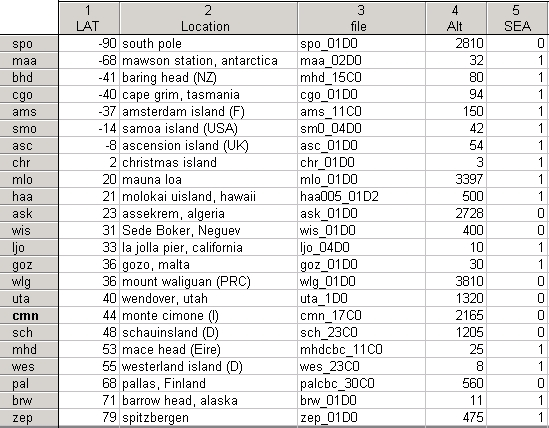 1 2 3 4 5
LAT Location file Alt SEA
spo -90 south pole spo_01D0 2810 0
maa -68 mawson station, antarctica maa_02D0 32 1
bhd -41 baring head (NZ) mhd_15C0 80 1
cgo -40 cape grim, tasmania cgo_01D0 94 1
ams -37 amsterdam island (F) ams_11C0 150 1
smo -14 samoa island (USA) sm0_04D0 42 1
asc -8 ascension island (UK) asc_01D0 54 1
chr 2 christmas island chr_01D0 3 1
mlo 20 mauna loa mlo_01D0 3397 1
haa 21 molokai uisland, hawaii haa005_01D2 500 1
ask 23 assekrem, algeria ask_01D0 2728 0
wis 31 Sede Boker, Neguev wis_01D0 400 0
ljo 33 la jolla pier, california ljo_04D0 10 1
goz 36 gozo, malta goz_01D0 30 1
wlg 36 mount waliguan (PRC) wlg_01D0 3810 0
uta 40 wendover, utah uta_1D0 1320 0
cmn 44 monte cimone (I) cmn_17C0 2165 0
sch 48 schauinsland (D) sch_23C0 1205 0
mhd 53 mace head (Eire) mhdcbc_11C0 25 1
wes 55 westerland island (D) wes_23C0 8 1
pal 68 pallas, Finland palcbc_30C0 560 0
brw 71 barrow head, alaska brw_01D0 11 1
zep 79 spitzbergen zep_01D0 475 1